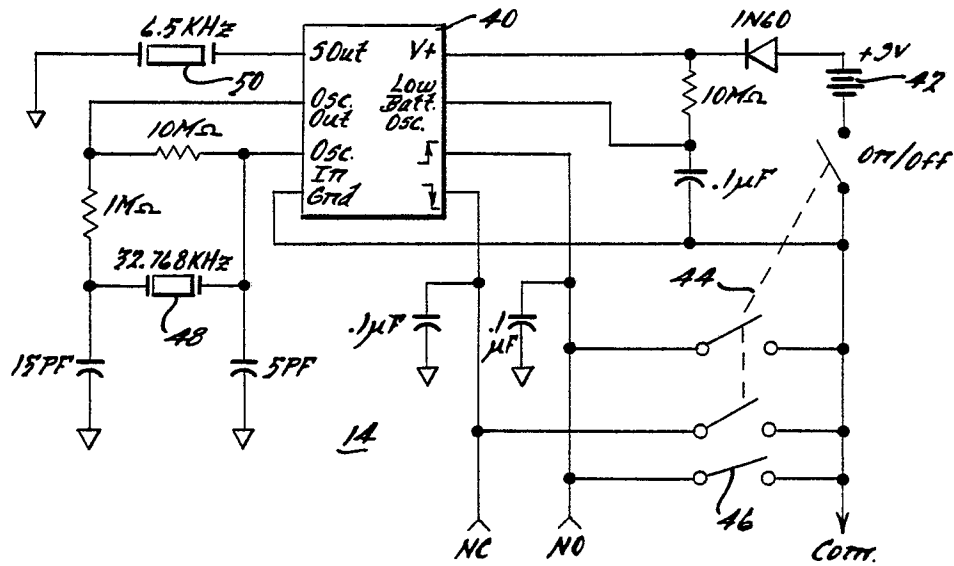 6.5KHz
40
1N60
50
SOut
V+
+9V
42
Low
Batt.
Osc.
10MΩ
Osc.
Out
10MΩ
On/Off
Osc.
In
.1µF
Gnd
1MΩ
32.768KHz
44
48
.1µF
.1
µF
15PF
5PF
14
46
NC
NO
Com.